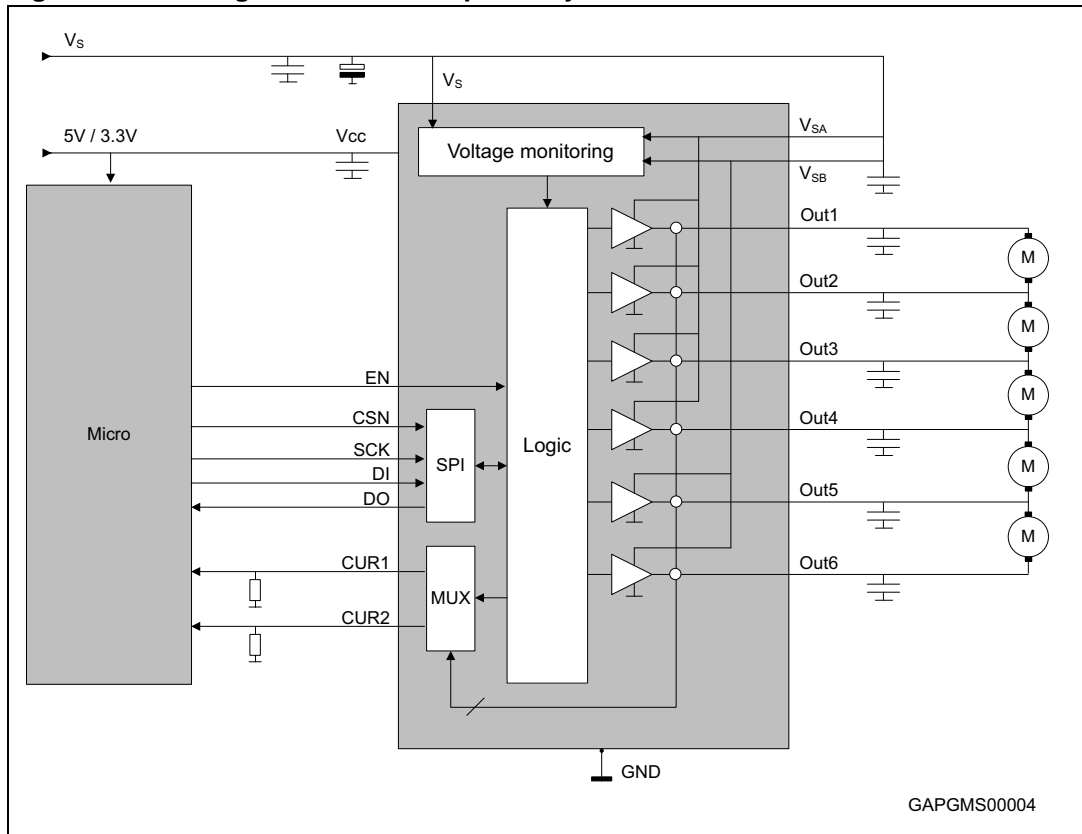 V_S
V_S
5V / 3.3V
Vcc
Voltage monitoring
V_SA
V_SB
Out1
M
Out2
M
Out3
EN
M
CSN
Out4
Micro
SCK
SPI
Logic
M
DI
DO
Out5
M
CUR1
Out6
MUX
CUR2
GND
GAPGMS00004